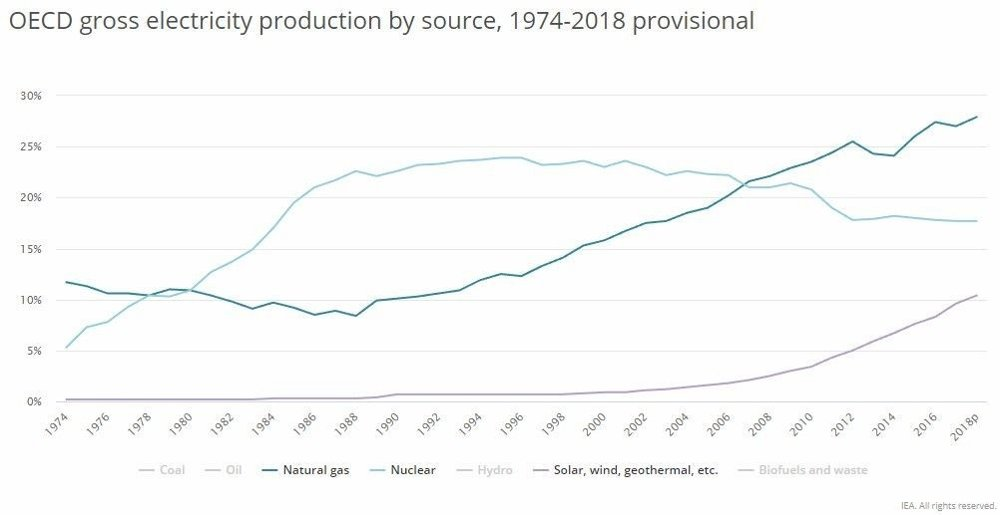 OECD gross electricity production by source, 1974-2018 provisional
30%
25%
20%
15%
10%
5%
0%
1974 1976 1978 1980 1982 1984 1986 1988 1990 1992 1994 1996 1998 2000 2002 2004 2006 2008 2010 2012 2014 2016 2018p
Coal Oil Natural gas Nuclear Hydro Solar, wind, geothermal, etc. Biofuels and waste
IEA. All rights reserved.